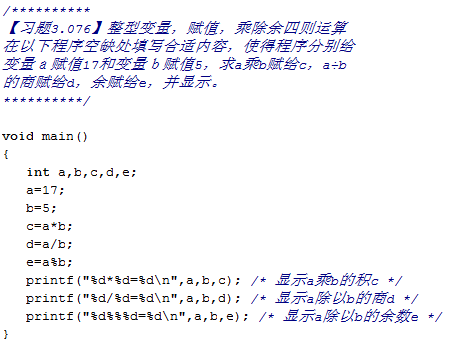 /**********
【习题3.076】整型变量，赋值，乘除余四则运算
在以下程序空缺处填写合适内容，使得程序分别给
变量a赋值17和变量b赋值5，求a乘b赋给c，a÷b
的商赋给d，余赋给e，并显示。
**********/
void main()
{
int a,b,c,d,e;
a=17;
b=5;
c=a*b;
d=a/b;
e=a%b;
printf("%d*%d=%d\n",a,b,c); /* 显示a乘b的积c */
printf("%d/%d=%d\n",a,b,d); /* 显示a除以b的商d */
printf("%d%%%d=%d\n",a,b,e); /* 显示a除以b的余数e */
}